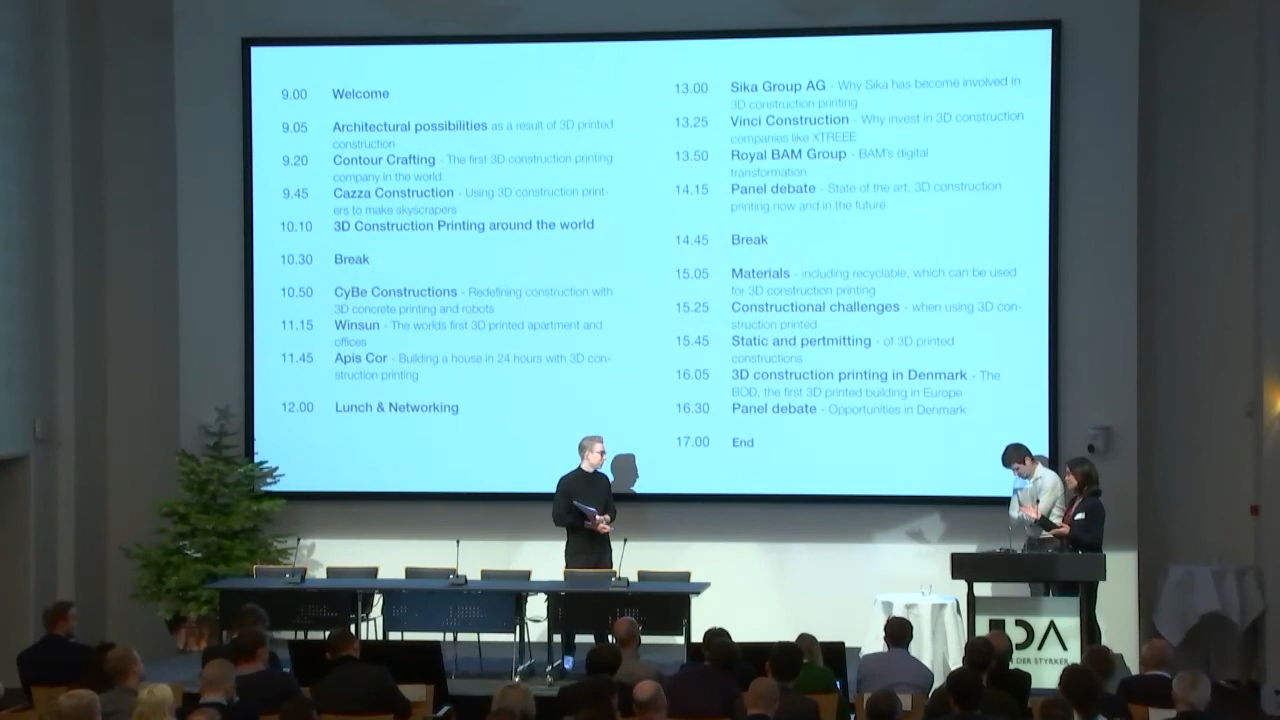 9.00 Welcome
9.05 Architectural possibilities as a result of 3D printed
construction
9.20 Contour Crafting - The first 3D construction printing
company in the world
9.45 Cazza Construction - Using 3D construction print-
ers to make skyscrapers
10.10 3D Construction Printing around the world
10.30 Break
10.50 CyBe Constructions - Redefining construction with
3D concrete printing and robots
11.15 Winsun - The worlds first 3D printed apartment and
offices
11.45 Apis Cor - Building a house in 24 hours with 3D con-
struction printing
12.00 Lunch & Networking
13.00 Sika Group AG - Why Sika has become involved in
3D construction printing
13.25 Vinci Construction - Why invest in 3D construction
companies like XTREEE
13.50 Royal BAM Group - BAM's digital
transformation
14.15 Panel debate - State of the art, 3D construction
printing now and in the future
14.45 Break
15.05 Materials - including recyclable, which can be used
for 3D construction printing
15.25 Constructional challenges - when using 3D con-
struction printed
15.45 Static and pertmitting - of 3D printed
constructions
16.05 3D construction printing in Denmark - The
BOD, the first 3D printed building in Europe
16.30 Panel debate - Opportunities in Denmark
17.00 End
IDA
DER STYRKER